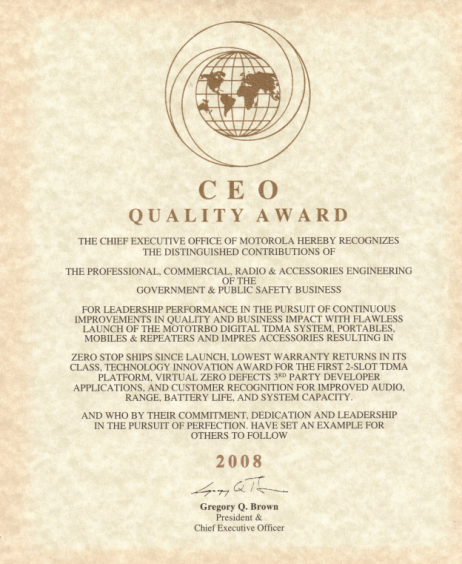 CEO
QUALITY AWARD
THE CHIEF EXECUTIVE OFFICE OF MOTOROLA HEREBY RECOGNIZES
THE DISTINGUISHED CONTRIBUTIONS OF
THE PROFESSIONAL, COMMERCIAL, RADIO & ACCESSORIES ENGINEERING
OF THE
GOVERNMENT & PUBLIC SAFETY BUSINESS
FOR LEADERSHIP PERFORMANCE IN THE PURSUIT OF CONTINUOUS
IMPROVEMENTS IN QUALITY AND BUSINESS IMPACT WITH FLAWLESS
LAUNCH OF THE MOTOTRBO DIGITAL TDMA SYSTEM, PORTABLES,
MOBILES & REPEATERS AND IMPRES ACCESSORIES RESULTING IN
ZERO STOP SHIPS SINCE LAUNCH, LOWEST WARRANTY RETURNS IN ITS
CLASS, TECHNOLOGY INNOVATION AWARD FOR THE FIRST 2-SLOT TDMA
PLATFORM, VIRTUAL ZERO DEFECTS 3RD PARTY DEVELOPER
APPLICATIONS, AND CUSTOMER RECOGNITION FOR IMPROVED AUDIO,
RANGE, BATTERY LIFE, AND SYSTEM CAPACITY.
AND WHO BY THEIR COMMITMENT, DEDICATION AND LEADERSHIP
IN THE PURSUIT OF PERFECTION. HAVE SET AN EXAMPLE FOR
OTHERS TO FOLLOW
2008
Gregory Q. Brown
President &
Chief Executive Officer